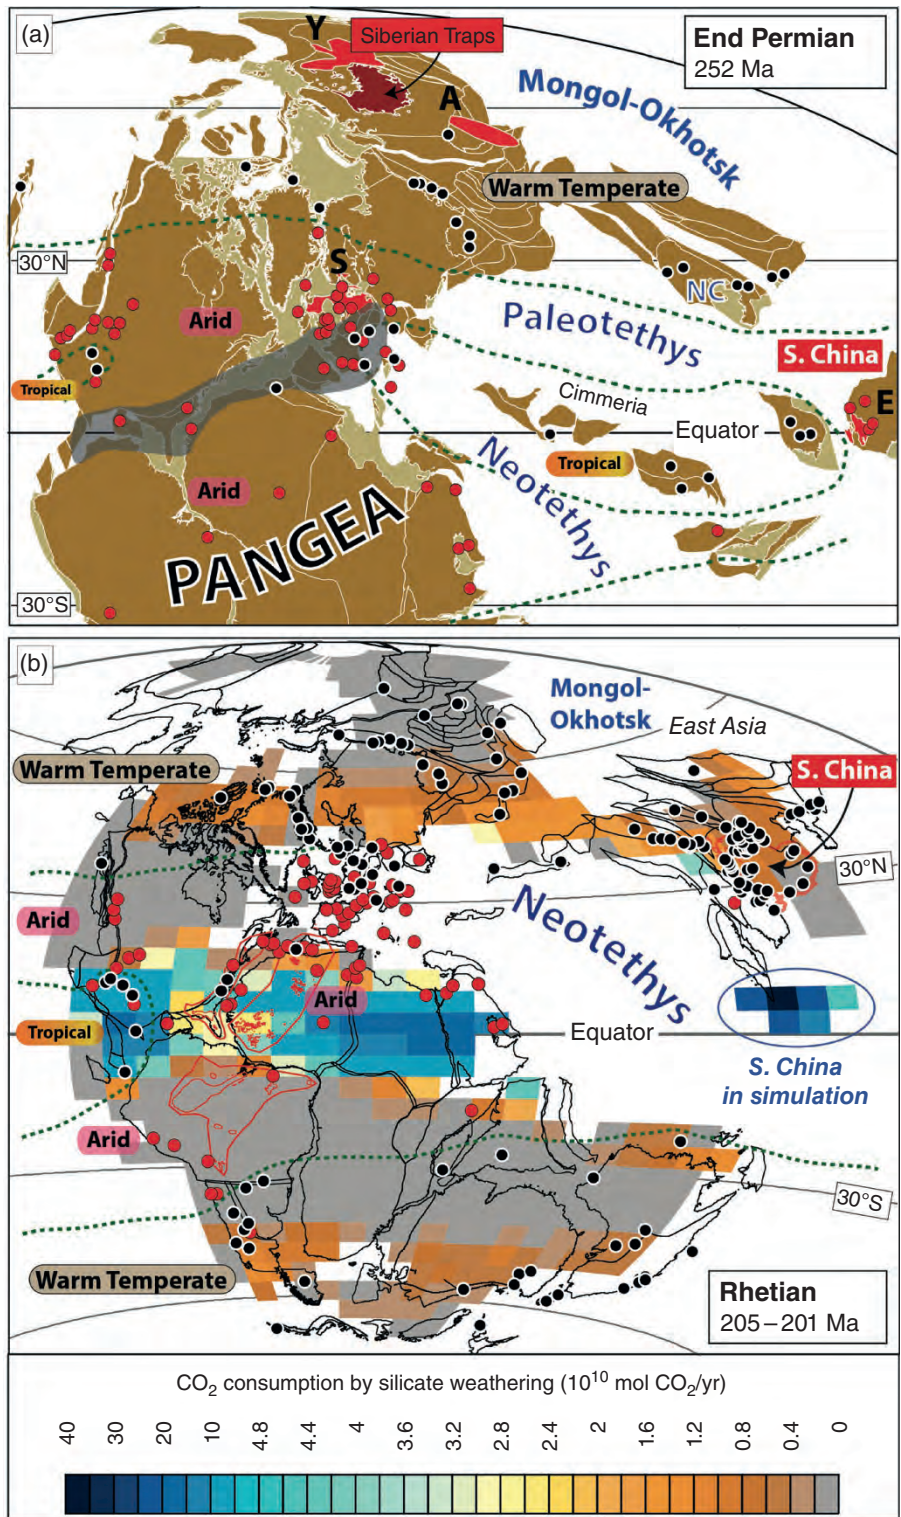 (a)
Y
Siberian Traps
End Permian
252 Ma
Mongol-Okhotsk
A
Warm Temperate
30°N
S
NC
Arid
Paleotethys
S. China
Tropical
Cimmeria
E
Equator
Neotethys
Tropical
Arid
PANGEA
30°S
(b)
Mongol-
Okhotsk
East Asia
Warm Temperate
S. China
30°N
Neotethys
Arid
Arid
Tropical
Equator
S. China
in simulation
Arid
30°S
Warm Temperate
Rhetian
205–201 Ma
CO₂ consumption by silicate weathering (10¹⁰ mol CO₂/yr)
40 30 20 10 4.8 4.4 4 3.6 3.2 2.8 2.4 2 1.6 1.2 0.8 0.4 0